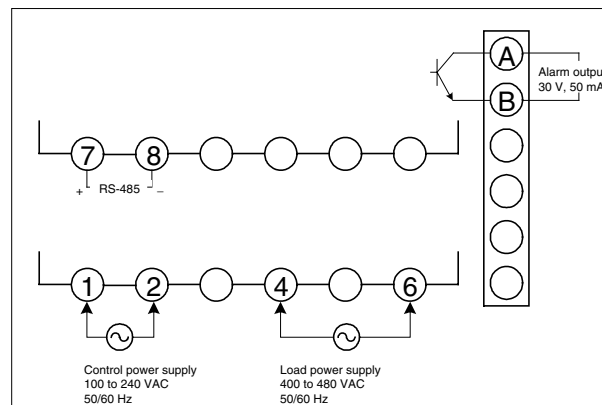 A
Alarm outpu
30 V, 50 mA
B
7 8
+ RS-485 −
1 2 4 6
Control power supply
100 to 240 VAC
50/60 Hz
Load power supply
400 to 480 VAC
50/60 Hz